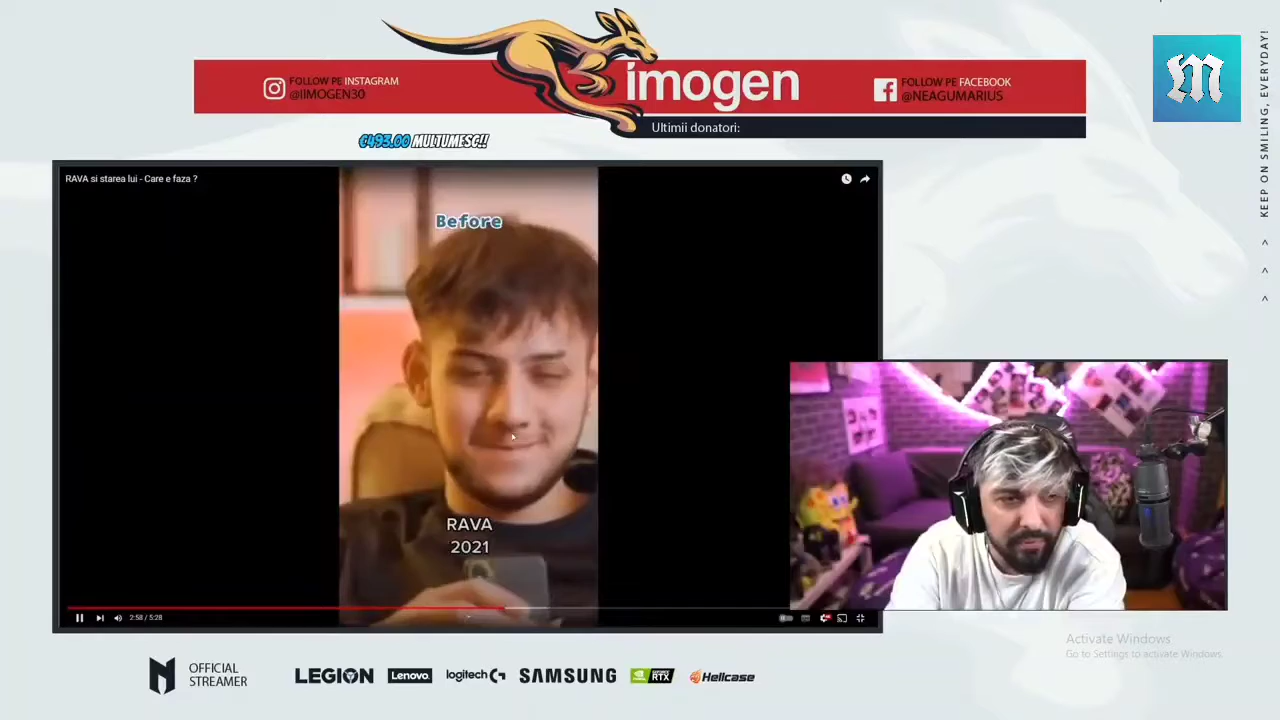 FOLLOW PE INSTAGRAM
@IIMOGEN30
imogen
FOLLOW PE FACEBOOK
@NEAGUMARIUS
Ultimii donatori:
€493.00 MULTUMESC!!
M
KEEP ON SMILING, EVERYDAY!
RAVA si starea lui - Care e faza ?
Before
RAVA
2021
2:58 / 5:28
Activate Windows
Go to Settings to activate Windows.
OFFICIAL
STREAMER
LEGION
Lenovo.
logitech G
SAMSUNG
RTX
Hellcase